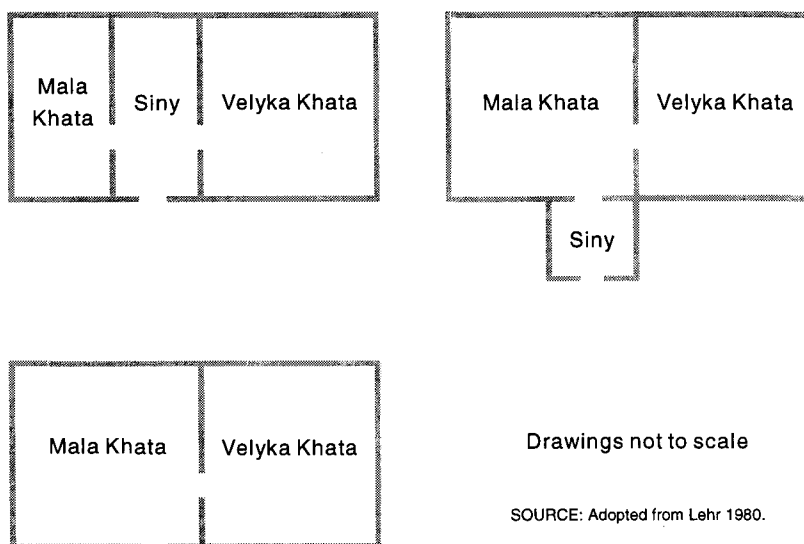 Mala
Khata
Siny
Velyka Khata
Mala Khata
Velyka Khata
Siny
Mala Khata
Velyka Khata
Drawings not to scale
SOURCE: Adopted from Lehr 1980.